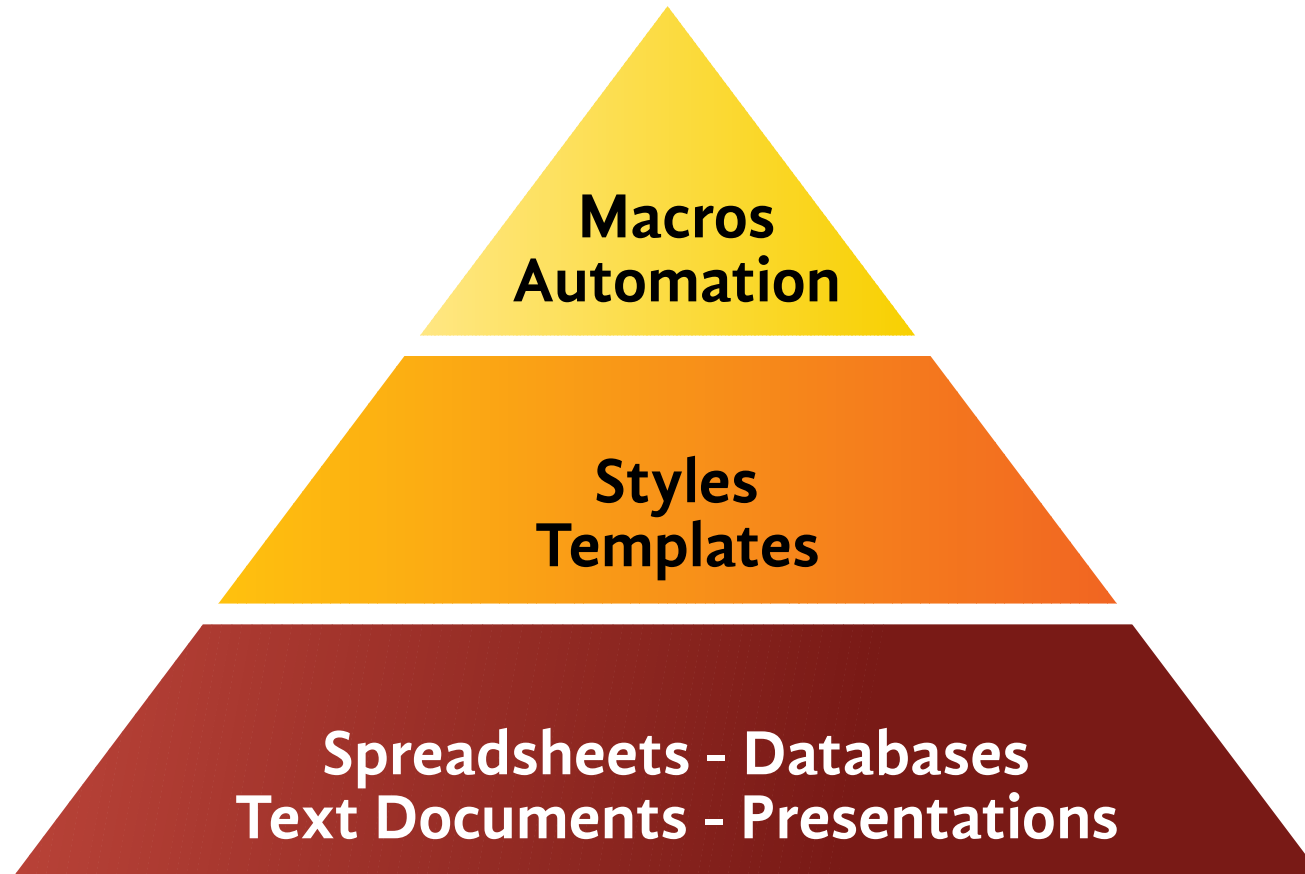 Macros
Automation
Styles
Templates
Spreadsheets - Databases
Text Documents - Presentations